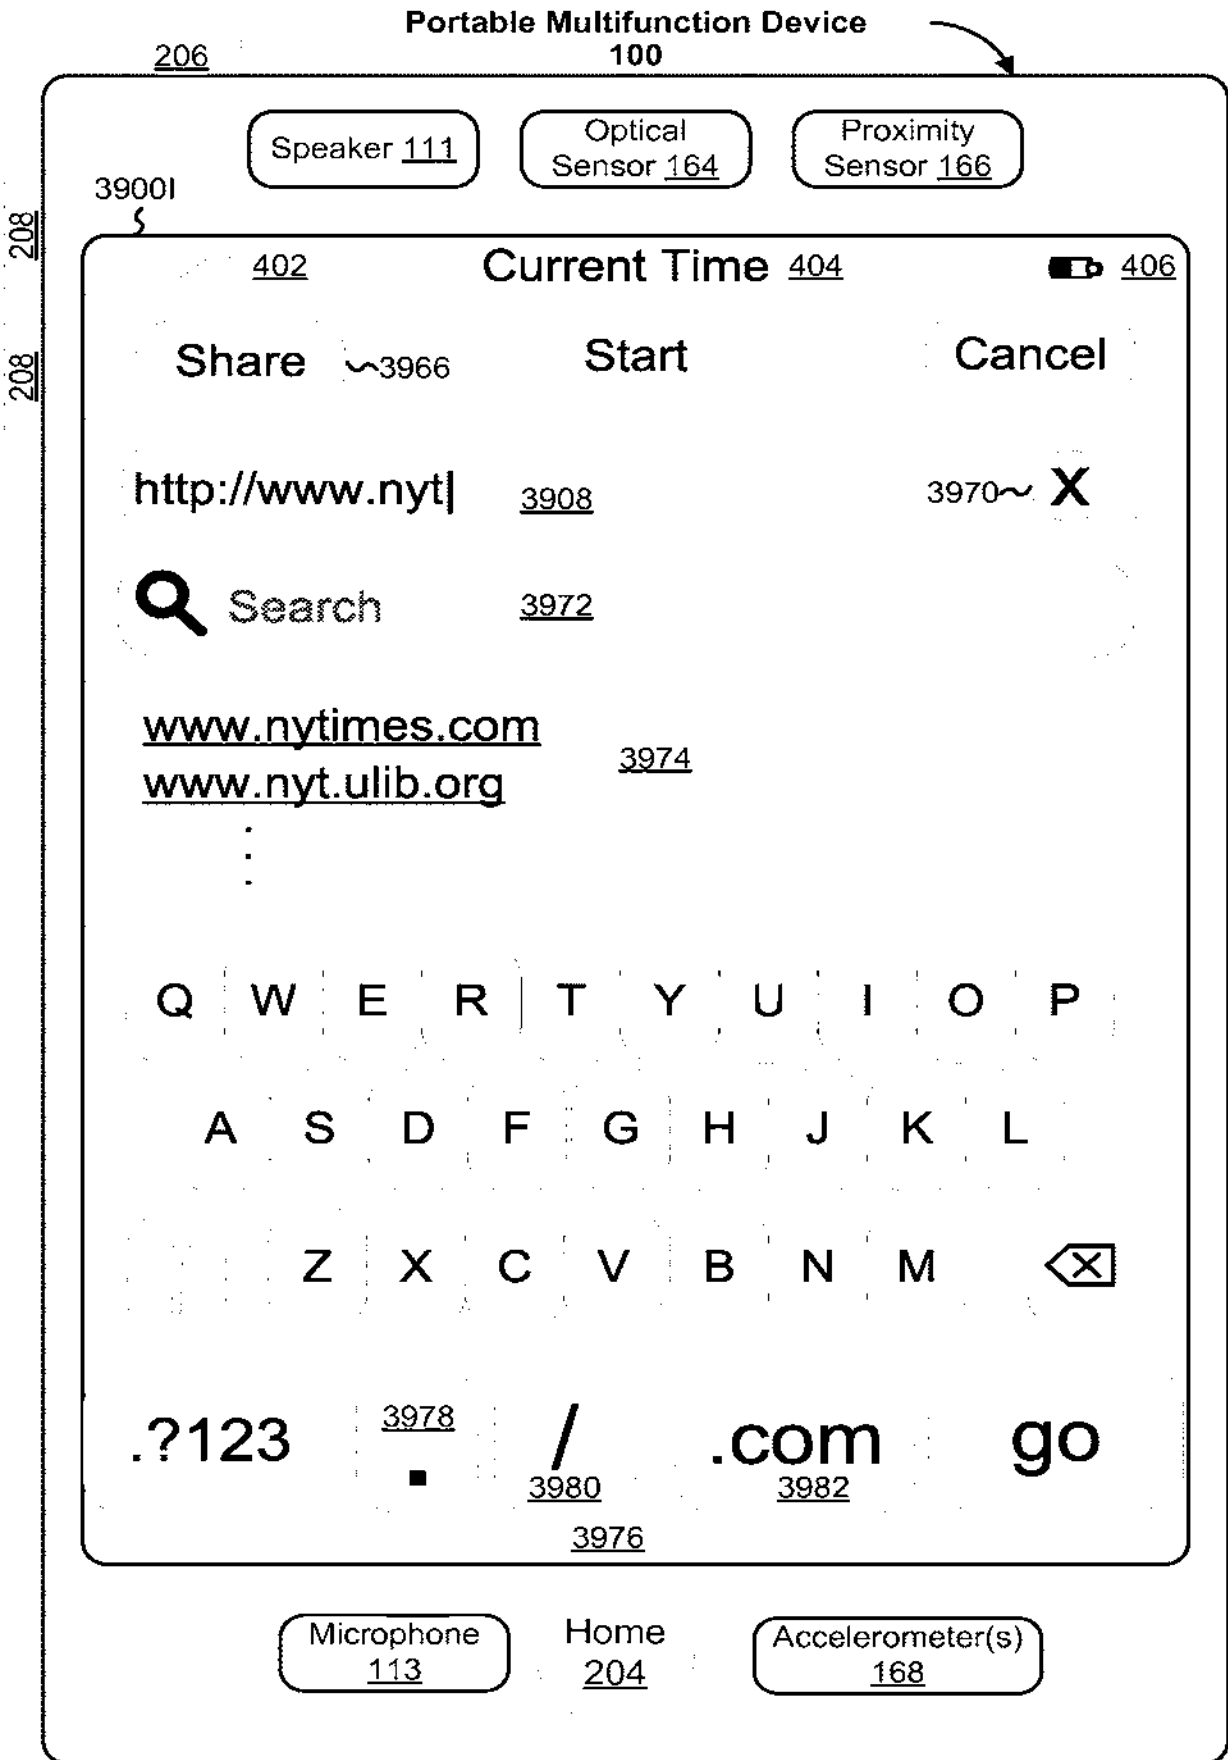 Portable Multifunction Device
100
206
Speaker 111
Optical
Sensor 164
Proximity
Sensor 166
3900I
208
208
402
Current Time 404
406
Share
3966
Start
Cancel
http://www.nyt
3908
3970
X
Search
3972
www.nytimes.com
www.nyt.ulib.org
3974
Q W E R T Y U I O P
A S D F G H J K L
Z X C V B N M
.?123
3978
.
/
3980
.com
3982
go
3976
Microphone
113
Home
204
Accelerometer(s)
168